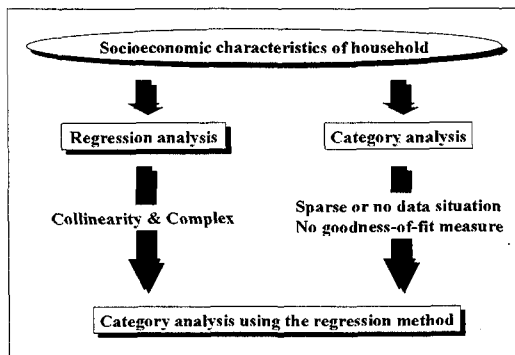 Socioeconomic characteristics of household
Regression analysis
Category analysis
Collinearity & Complex
Sparse or no data situation
No goodness-of-fit measure
Category analysis using the regression method